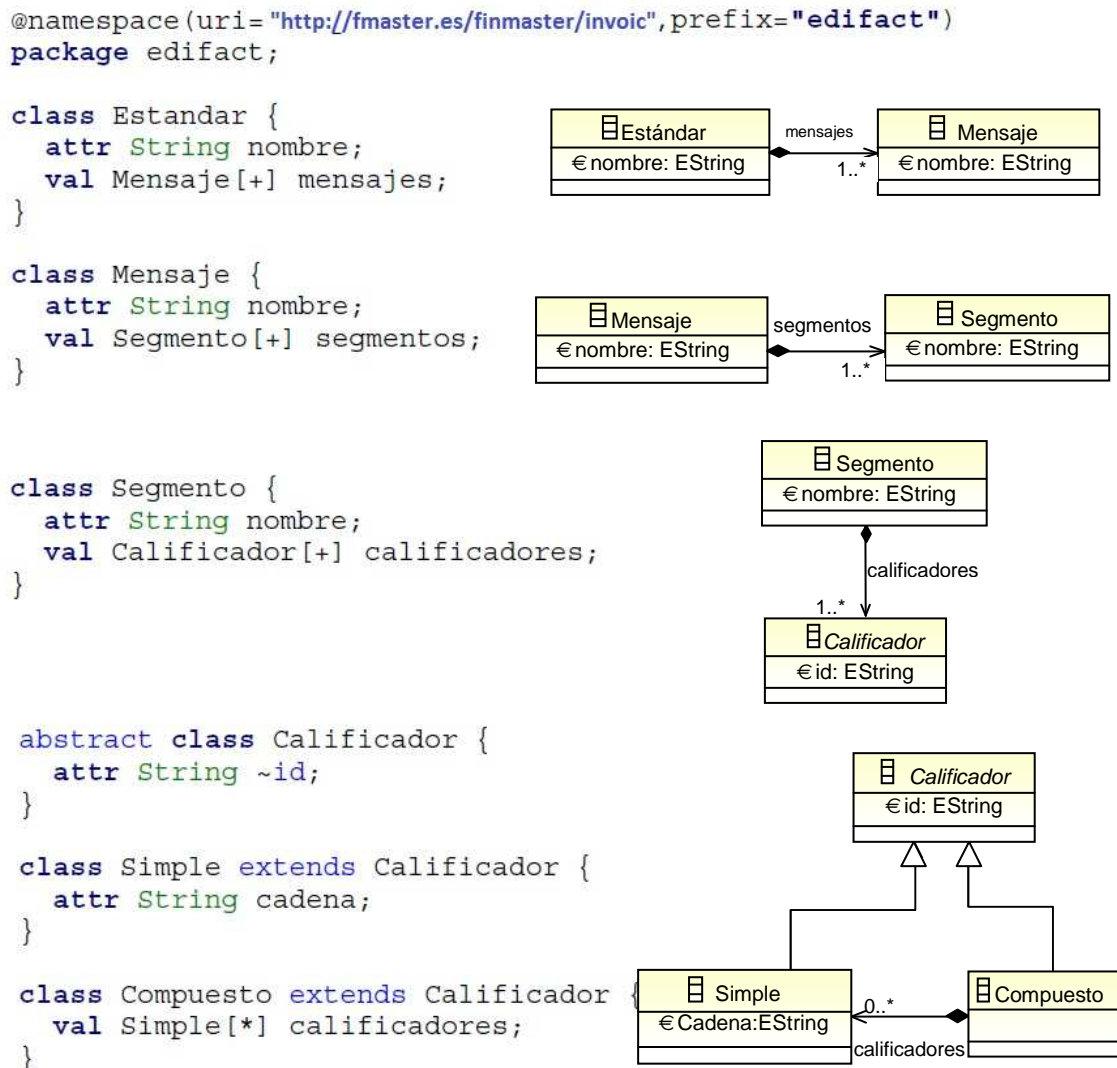 @namespace(uri="http://fmaster.es/finmaster/invoic",prefix="edifact")
package edifact;
class Estandar {
attr String nombre;
val Mensaje[+] mensajes;
}
Estándar
€nombre: EString
mensajes
1..*
Mensaje
€nombre: EString
class Mensaje {
attr String nombre;
val Segmento[+] segmentos;
}
Mensaje
€nombre: EString
segmentos
1..*
Segmento
€nombre: EString
class Segmento {
attr String nombre;
val Calificador[+] calificadores;
}
Segmento
€nombre: EString
calificadores
1..*
Calificador
€id: EString
abstract class Calificador {
attr String ~id;
}
class Simple extends Calificador {
attr String cadena;
}
class Compuesto extends Calificador {
val Simple[*] calificadores;
}
Calificador
€id: EString
Simple
€Cadena:EString
0..*
calificadores
Compuesto